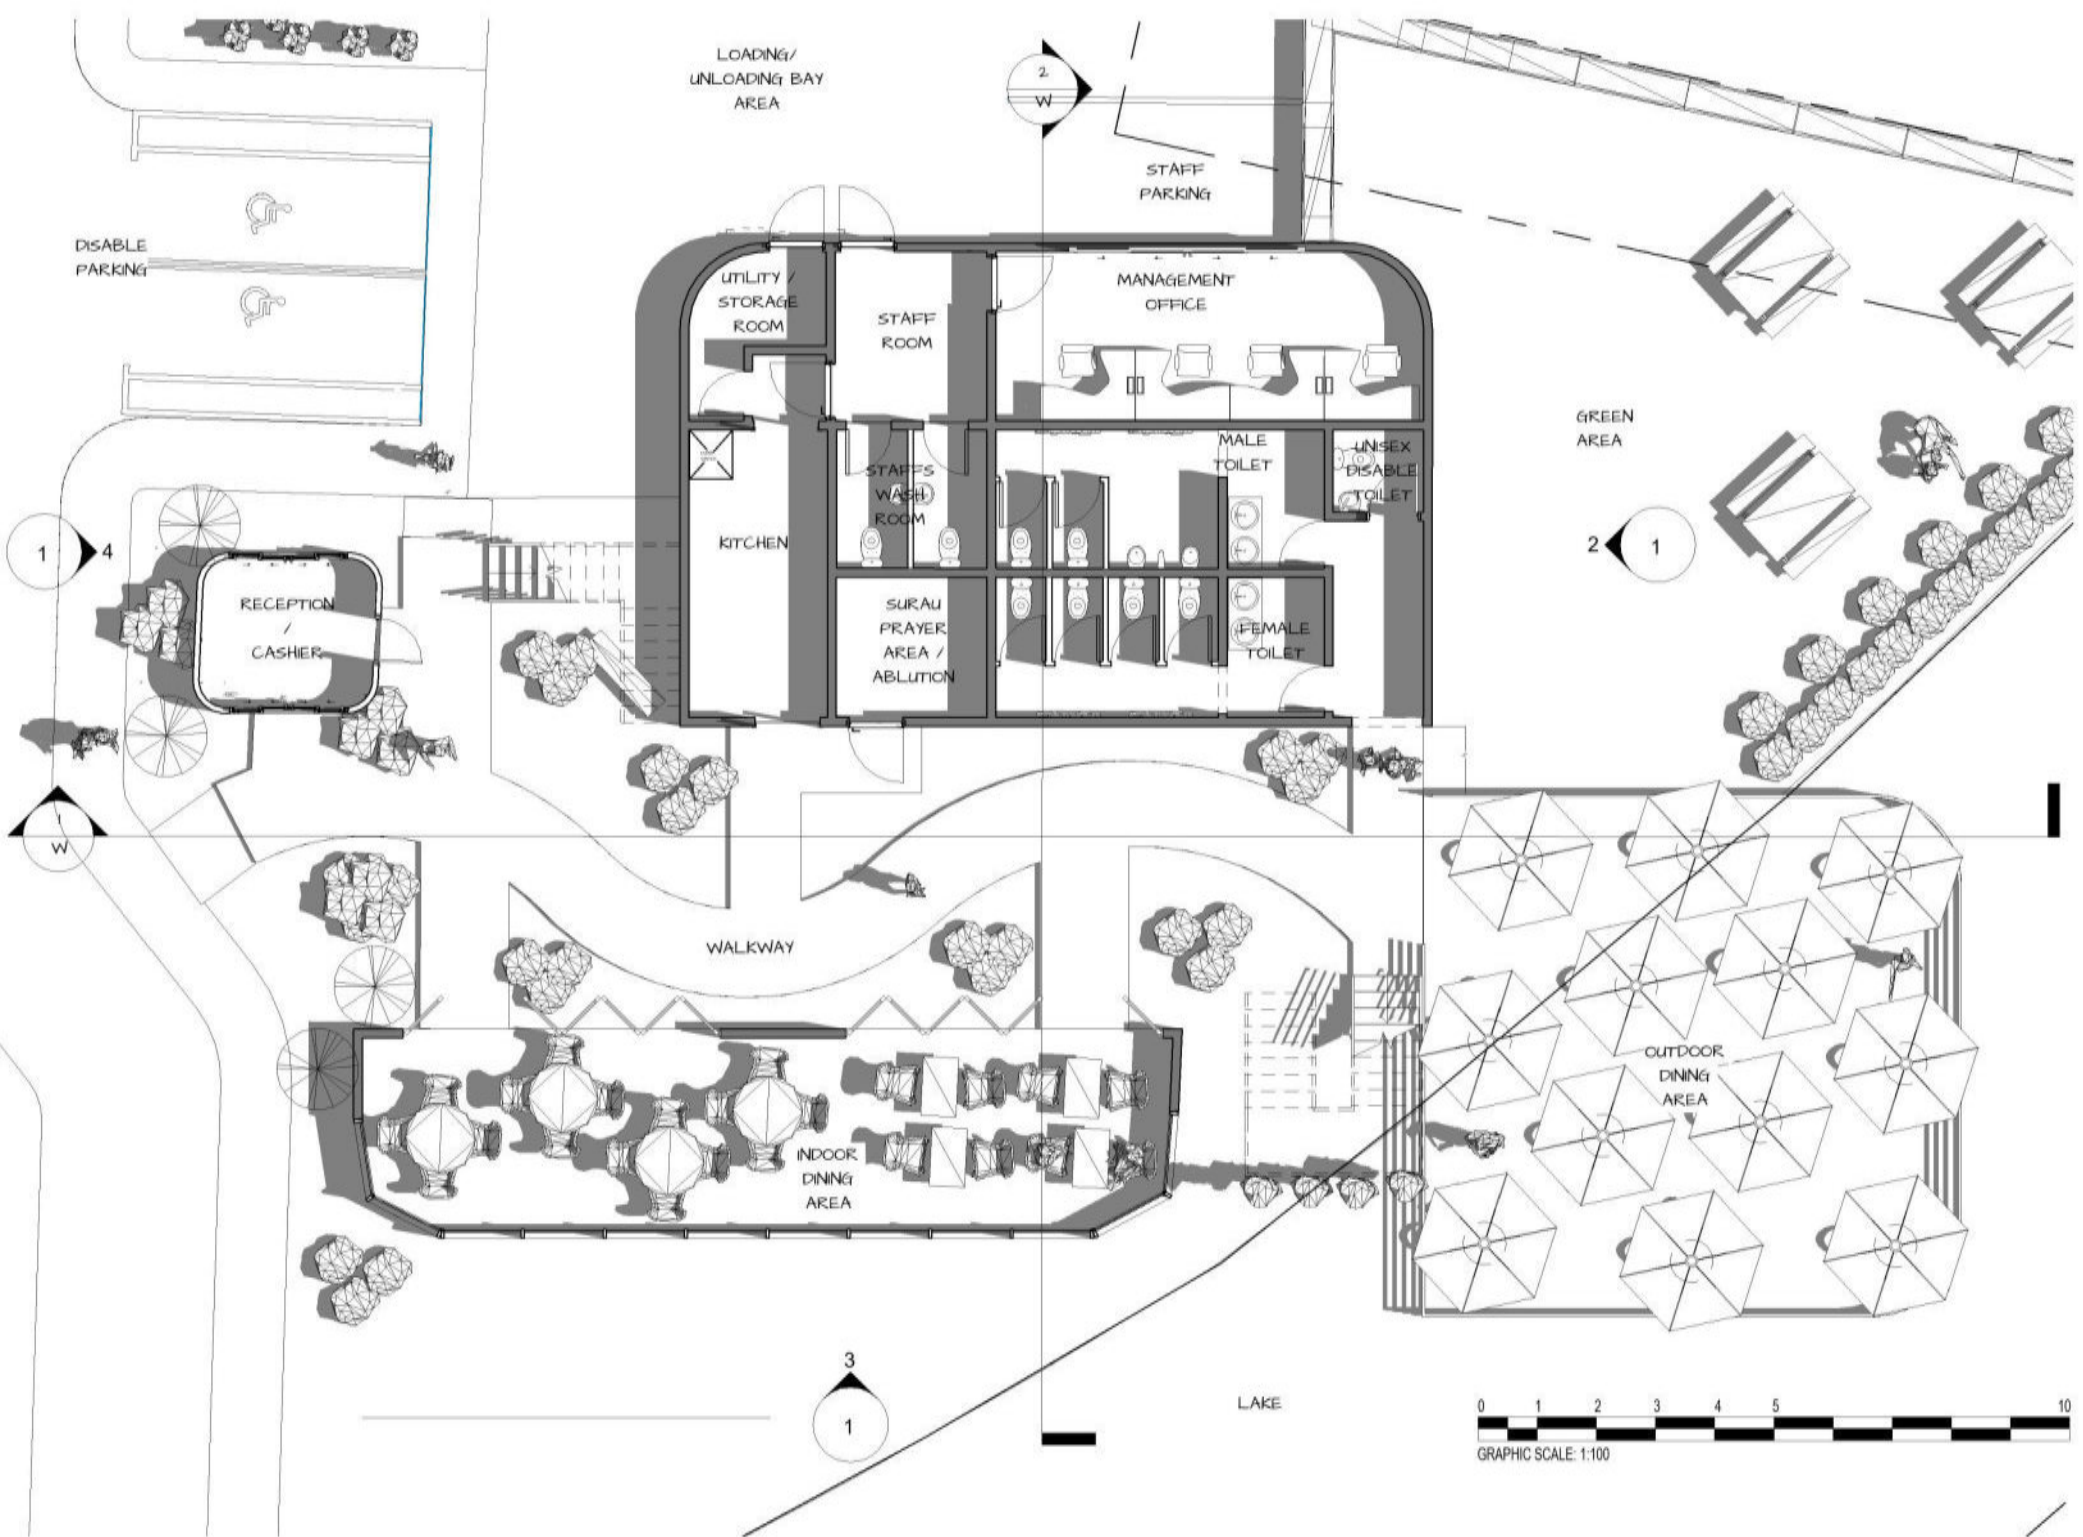 LOADING/
UNLOADING BAY
AREA
2
W
STAFF
PARKING
DISABLE
PARKING
UTILITY /
STORAGE
ROOM
STAFF
ROOM
MANAGEMENT
OFFICE
GREEN
AREA
MALE
TOILET
UNISEX
DISABLE
TOILET
STAFFS
WASH
ROOM
KITCHEN
1
4
2
1
RECEPTION
/
CASHIER
SURAU
PRAYER
AREA /
ABLUTION
FEMALE
TOILET
1
W
WALKWAY
OUTDOOR
DINING
AREA
INDOOR
DINING
AREA
3
1
LAKE
0 1 2 3 4 5 10
GRAPHIC SCALE: 1:100